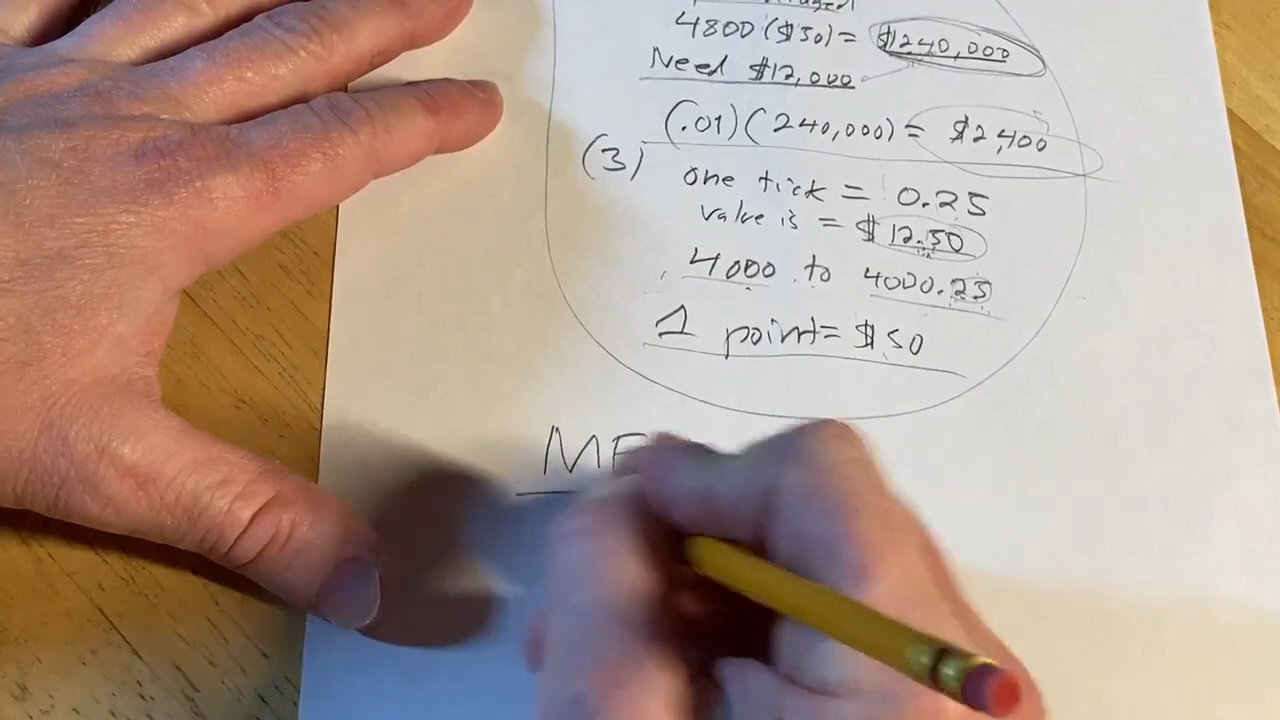 4800 ($50) = $240,000
Need $12,000
(.01) (240,000) = $2,400
(3) one tick = 0.25
value is = $12.50
4000 to 4000.25
1 point = $50